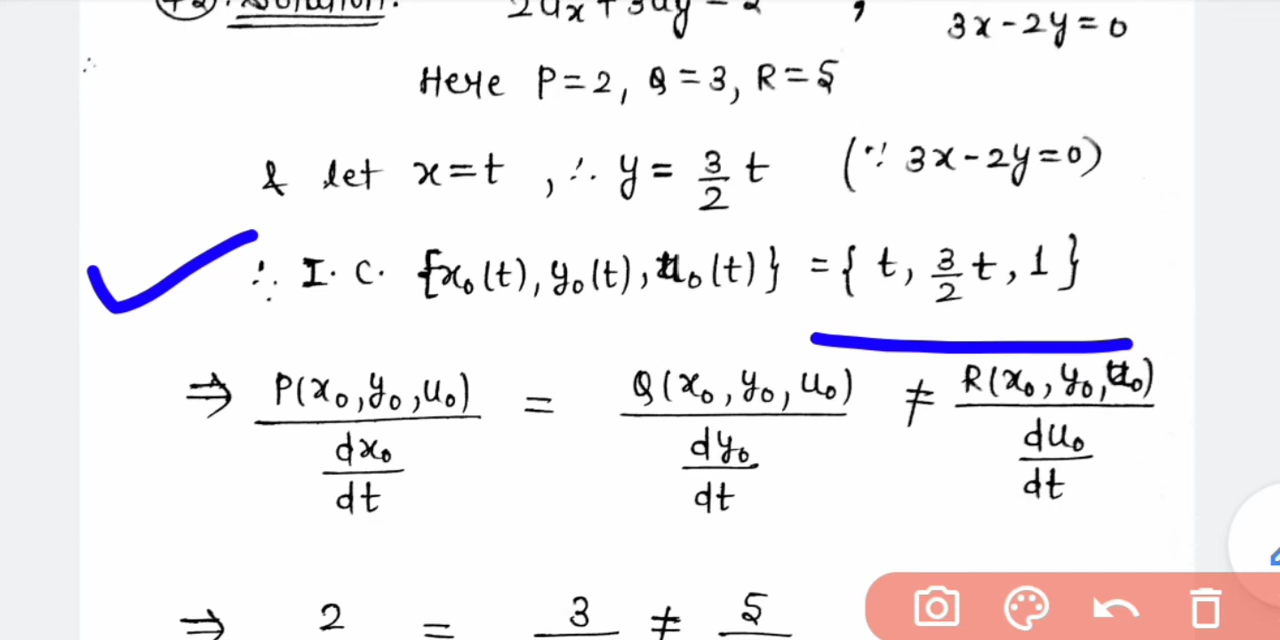 Solution:
3x-2y=0
Here P=2, Q=3, R=5
& let x=t , ∴ y = 3/2 t (∵ 3x-2y=0)
∴ I.C. {x₀(t), y₀(t), u₀(t)} = { t, 3/2 t, 1 }
⇒ P(x₀,y₀,u₀) / (dx₀/dt) = Q(x₀,y₀,u₀) / (dy₀/dt) ≠ R(x₀,y₀,u₀) / (du₀/dt)
⇒ 2 = 3 ≠ 5